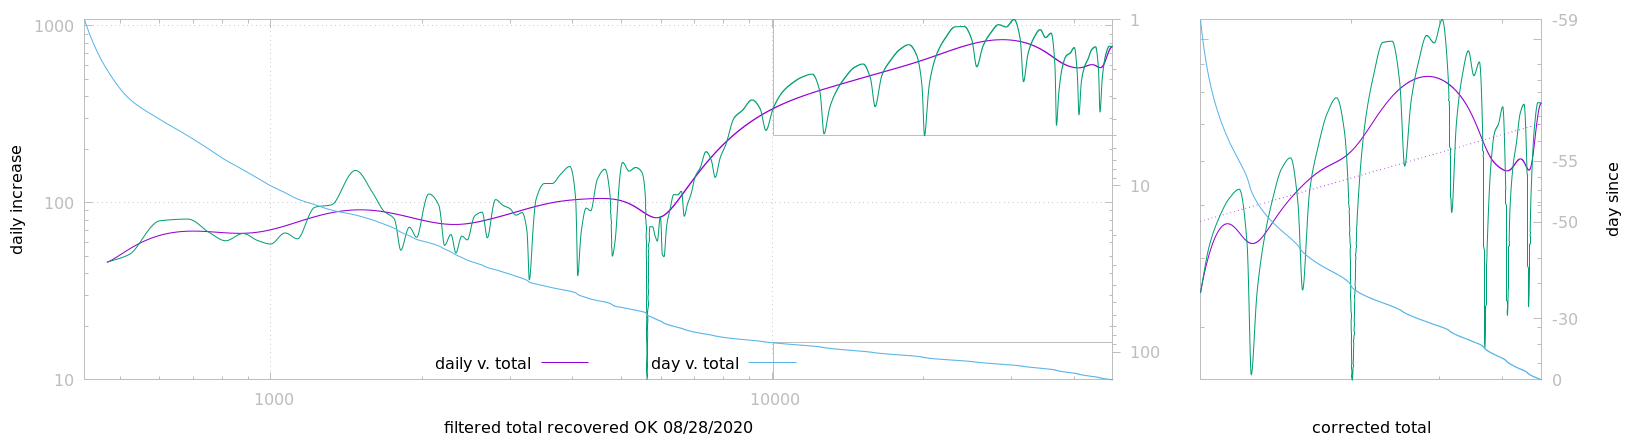 1000
100
10
daily increase
1000
10000
1
10
100
daily v. total
day v. total
filtered total recovered OK 08/28/2020
-59
-55
-50
-30
0
day since
corrected total